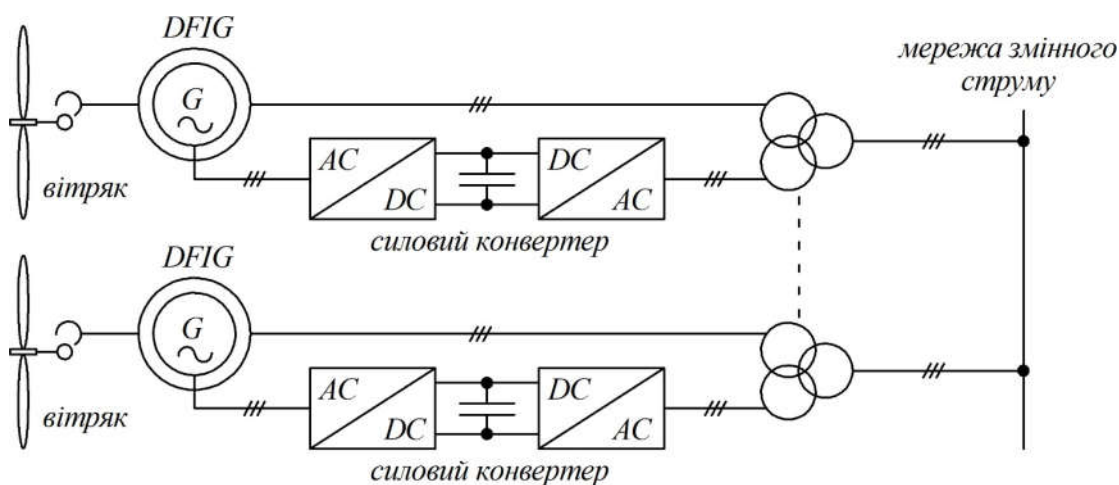 DFIG
мережа змінного
струму
G
AC
DC
DC
AC
вітряк
силовий конвертер
DFIG
G
AC
DC
DC
AC
вітряк
силовий конвертер